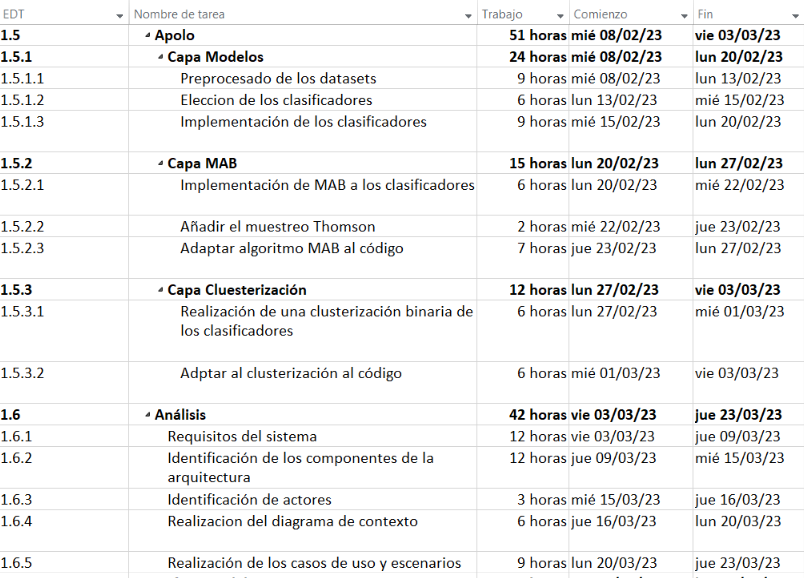 EDT Nombre de tarea Trabajo Comienzo Fin
1.5 Apolo 51 horas mié 08/02/23 vie 03/03/23
1.5.1 Capa Modelos 24 horas mié 08/02/23 lun 20/02/23
1.5.1.1 Preprocesado de los datasets 9 horas mié 08/02/23 lun 13/02/23
1.5.1.2 Eleccion de los clasificadores 6 horas lun 13/02/23 mié 15/02/23
1.5.1.3 Implementación de los clasificadores 9 horas mié 15/02/23 lun 20/02/23
1.5.2 Capa MAB 15 horas lun 20/02/23 lun 27/02/23
1.5.2.1 Implementación de MAB a los clasificadores 6 horas lun 20/02/23 mié 22/02/23
1.5.2.2 Añadir el muestreo Thomson 2 horas mié 22/02/23 jue 23/02/23
1.5.2.3 Adaptar algoritmo MAB al código 7 horas jue 23/02/23 lun 27/02/23
1.5.3 Capa Cluesterización 12 horas lun 27/02/23 vie 03/03/23
1.5.3.1 Realización de una clusterización binaria de 6 horas lun 27/02/23 mié 01/03/23
los clasificadores
1.5.3.2 Adptar al clusterización al código 6 horas mié 01/03/23 vie 03/03/23
1.6 Análisis 42 horas vie 03/03/23 jue 23/03/23
1.6.1 Requisitos del sistema 12 horas vie 03/03/23 jue 09/03/23
1.6.2 Identificación de los componentes de la 12 horas jue 09/03/23 mié 15/03/23
arquitectura
1.6.3 Identificación de actores 3 horas mié 15/03/23 jue 16/03/23
1.6.4 Realizacion del diagrama de contexto 6 horas jue 16/03/23 lun 20/03/23
1.6.5 Realización de los casos de uso y escenarios 9 horas lun 20/03/23 jue 23/03/23